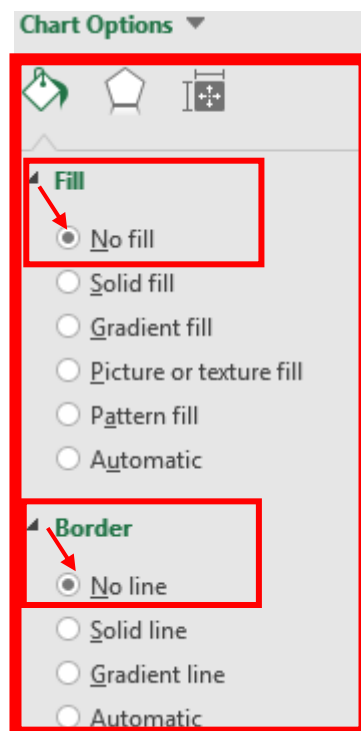 Chart Options
Fill
No fill
Solid fill
Gradient fill
Picture or texture fill
Pattern fill
Automatic
Border
No line
Solid line
Gradient line
Automatic